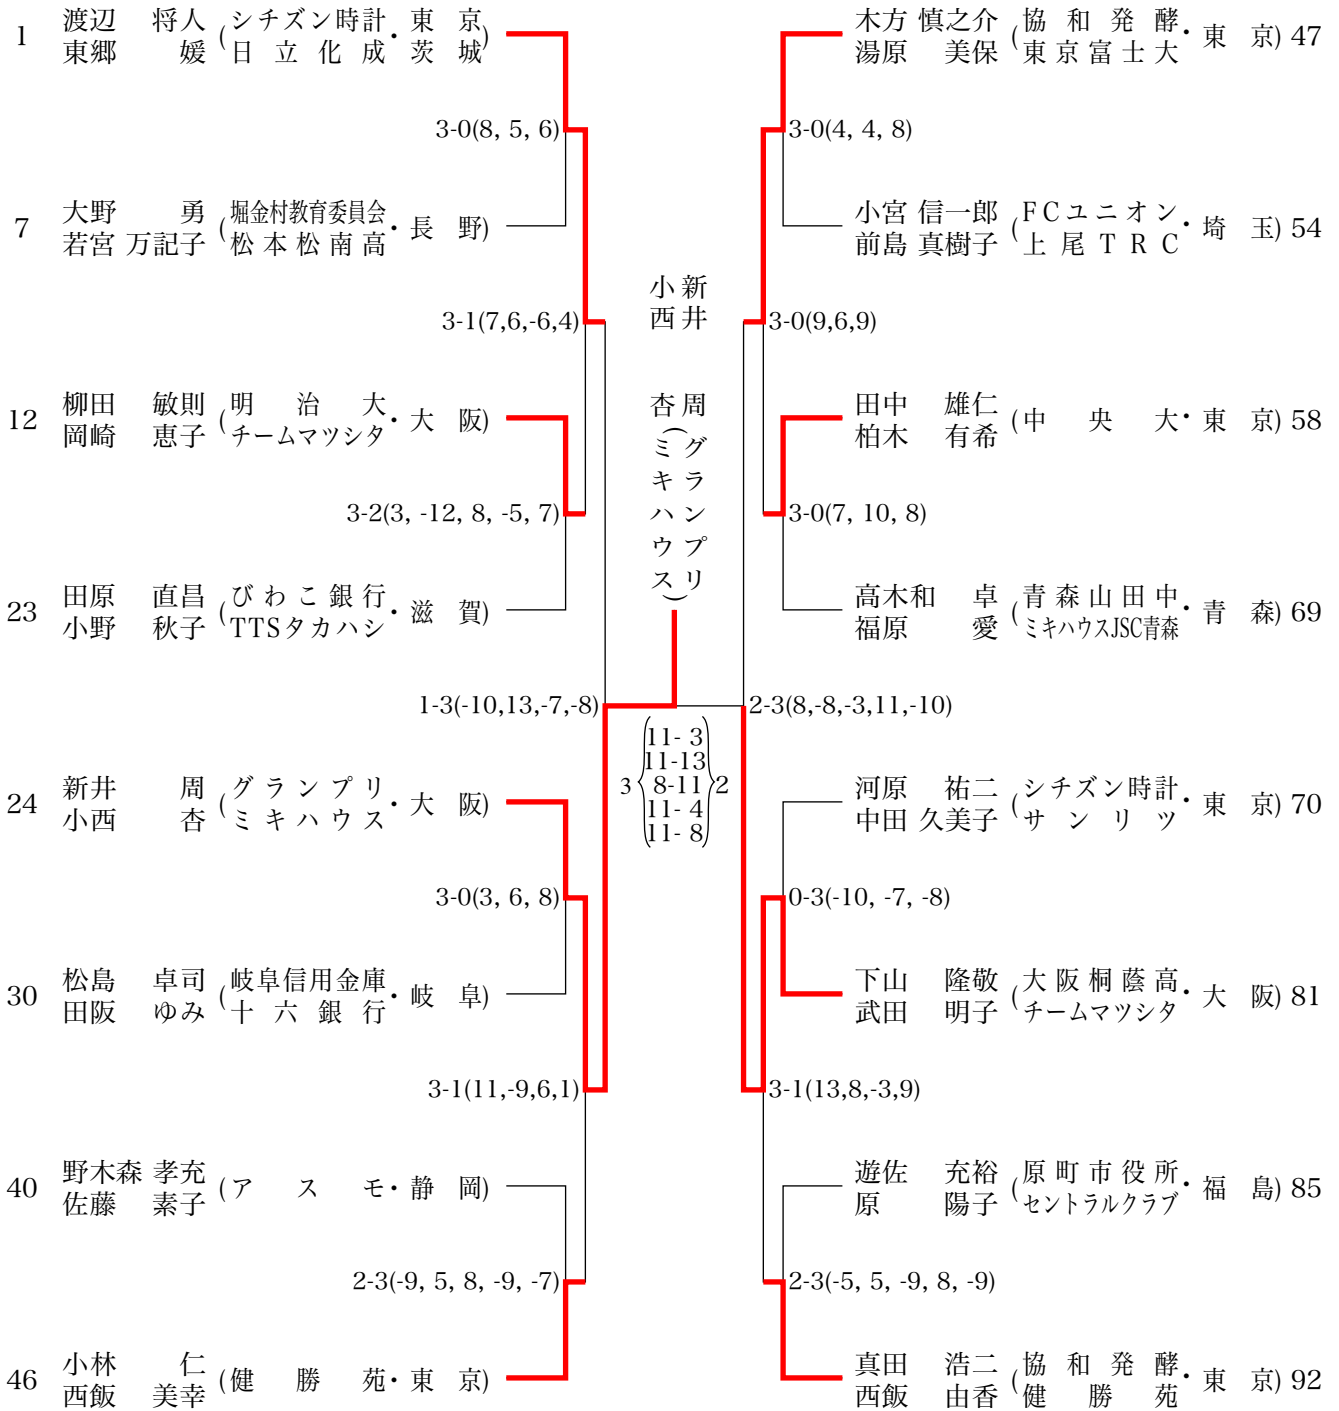 1 渡辺 将人 (シチズン時計・東京)
東郷 媛 (日立化成・茨城)
3-0(8, 5, 6)
7 大野 勇 (堀金村教育委員会・長野)
若宮 万記子 (松本松南高・長野)
3-1(7,6,-6,4)
12 柳田 敏則 (明治大・大阪)
岡崎 恵子 (チームマツシタ・大阪)
3-2(3, -12, 8, -5, 7)
23 田原 直昌 (びわこ銀行・滋賀)
小野 秋子 (TTSタカハシ・滋賀)
1-3(-10,13,-7,-8)
24 新井 周 (グランプリ・大阪)
小西 杏 (ミキハウス・大阪)
3-0(3, 6, 8)
30 松島 卓司 (岐阜信用金庫・岐阜)
田阪 ゆみ (十六銀行・岐阜)
3-1(11,-9,6,1)
40 野木森 孝充 (アスモ・静岡)
佐藤 素子
2-3(-9, 5, 8, -9, -7)
46 小林 仁 (健勝苑・東京)
西飯 美幸
新井 周 (グランプリ)
小西 杏 (ミキハウス)
3 2
11- 3
11-13
8-11
11- 4
11- 8
木方 慎之介 (協和発酵・東京) 47
湯原 美保 (東京富士大
3-0(4, 4, 8)
小宮 信一郎 (FCユニオン・埼玉) 54
前島 真樹子 (上尾TRC
3-0(9,6,9)
田中 雄仁 (中央大・東京) 58
柏木 有希
3-0(7, 10, 8)
高木和 卓 (青森山田中・青森) 69
福原 愛 (ミキハウスJSC青森
2-3(8,-8,-3,11,-10)
河原 祐二 (シチズン時計・東京) 70
中田 久美子 (サンリツ
0-3(-10, -7, -8)
下山 隆敬 (大阪桐蔭高・大阪) 81
武田 明子 (チームマツシタ
3-1(13,8,-3,9)
遊佐 充裕 (原町市役所・福島) 85
原 陽子 (セントラルクラブ
2-3(-5, 5, -9, 8, -9)
真田 浩二 (協和発酵・東京) 92
西飯 由香 (健勝苑